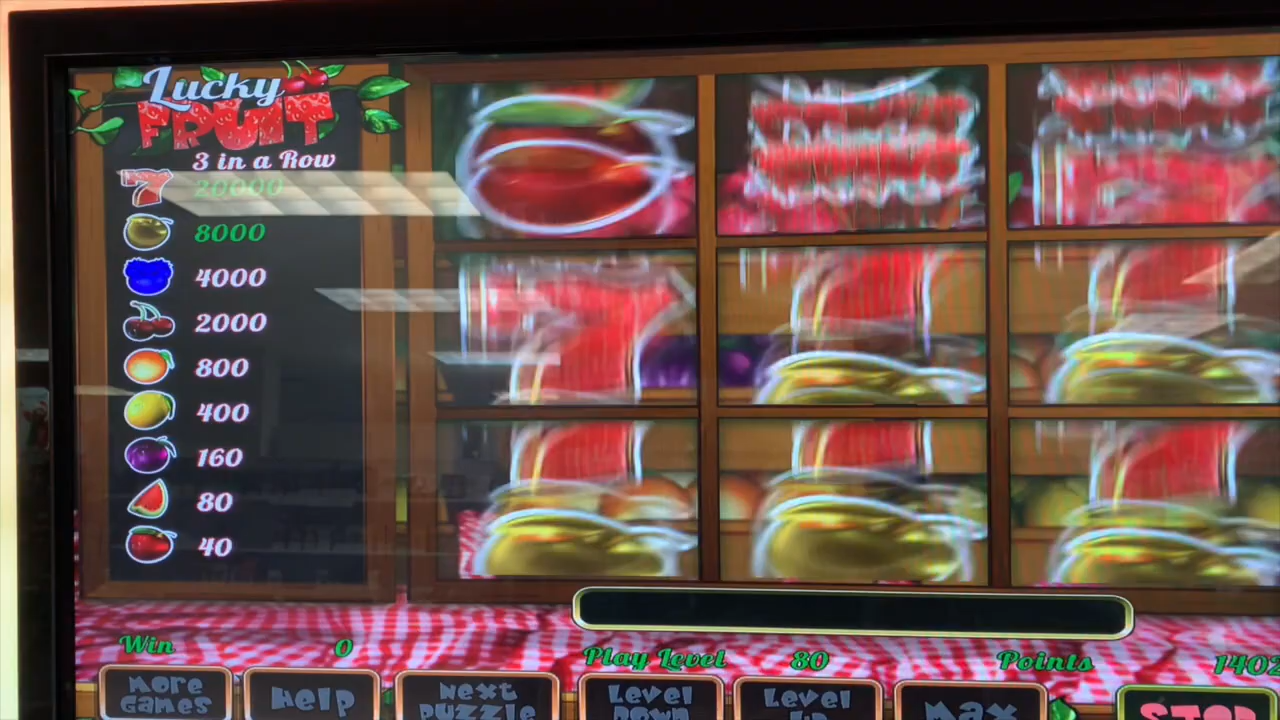 Lucky
FRUIT
3 in a Row
20000
8000
4000
2000
800
400
160
80
40
Win 0
Play Level 80
Points 1402
MORE GAMES
HELP
NEXT PUZZLE
LEVEL DOWN
LEVEL UP
MAX
STOP